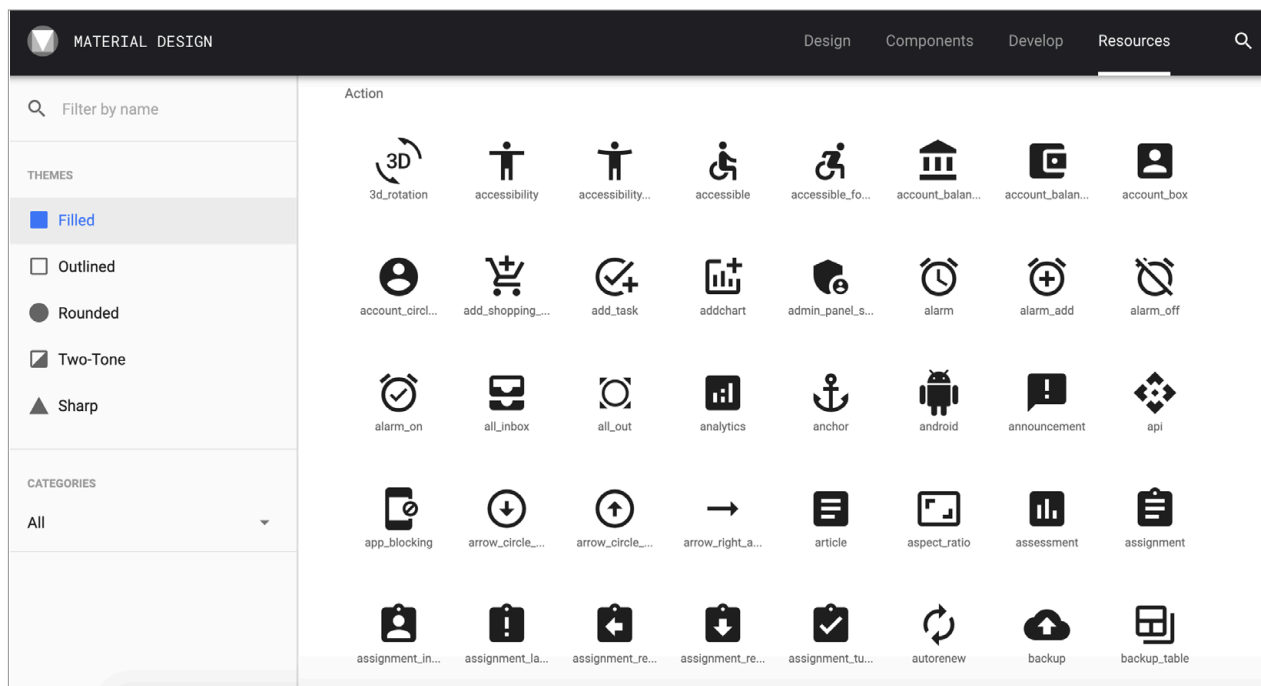 MATERIAL DESIGN
Design Components Develop Resources
Filter by name
THEMES
Filled
Outlined
Rounded
Two-Tone
Sharp
CATEGORIES
All
Action
3D
3d_rotation accessibility accessibility... accessible accessible_fo... account_balan... account_balan... account_box
account_circl... add_shopping_... add_task addchart admin_panel_s... alarm alarm_add alarm_off
alarm_on all_inbox all_out analytics anchor android announcement api
app_blocking arrow_circle_... arrow_circle_... arrow_right_a... article aspect_ratio assessment assignment
assignment_in... assignment_la... assignment_re... assignment_re... assignment_tu... autorenew backup backup_table